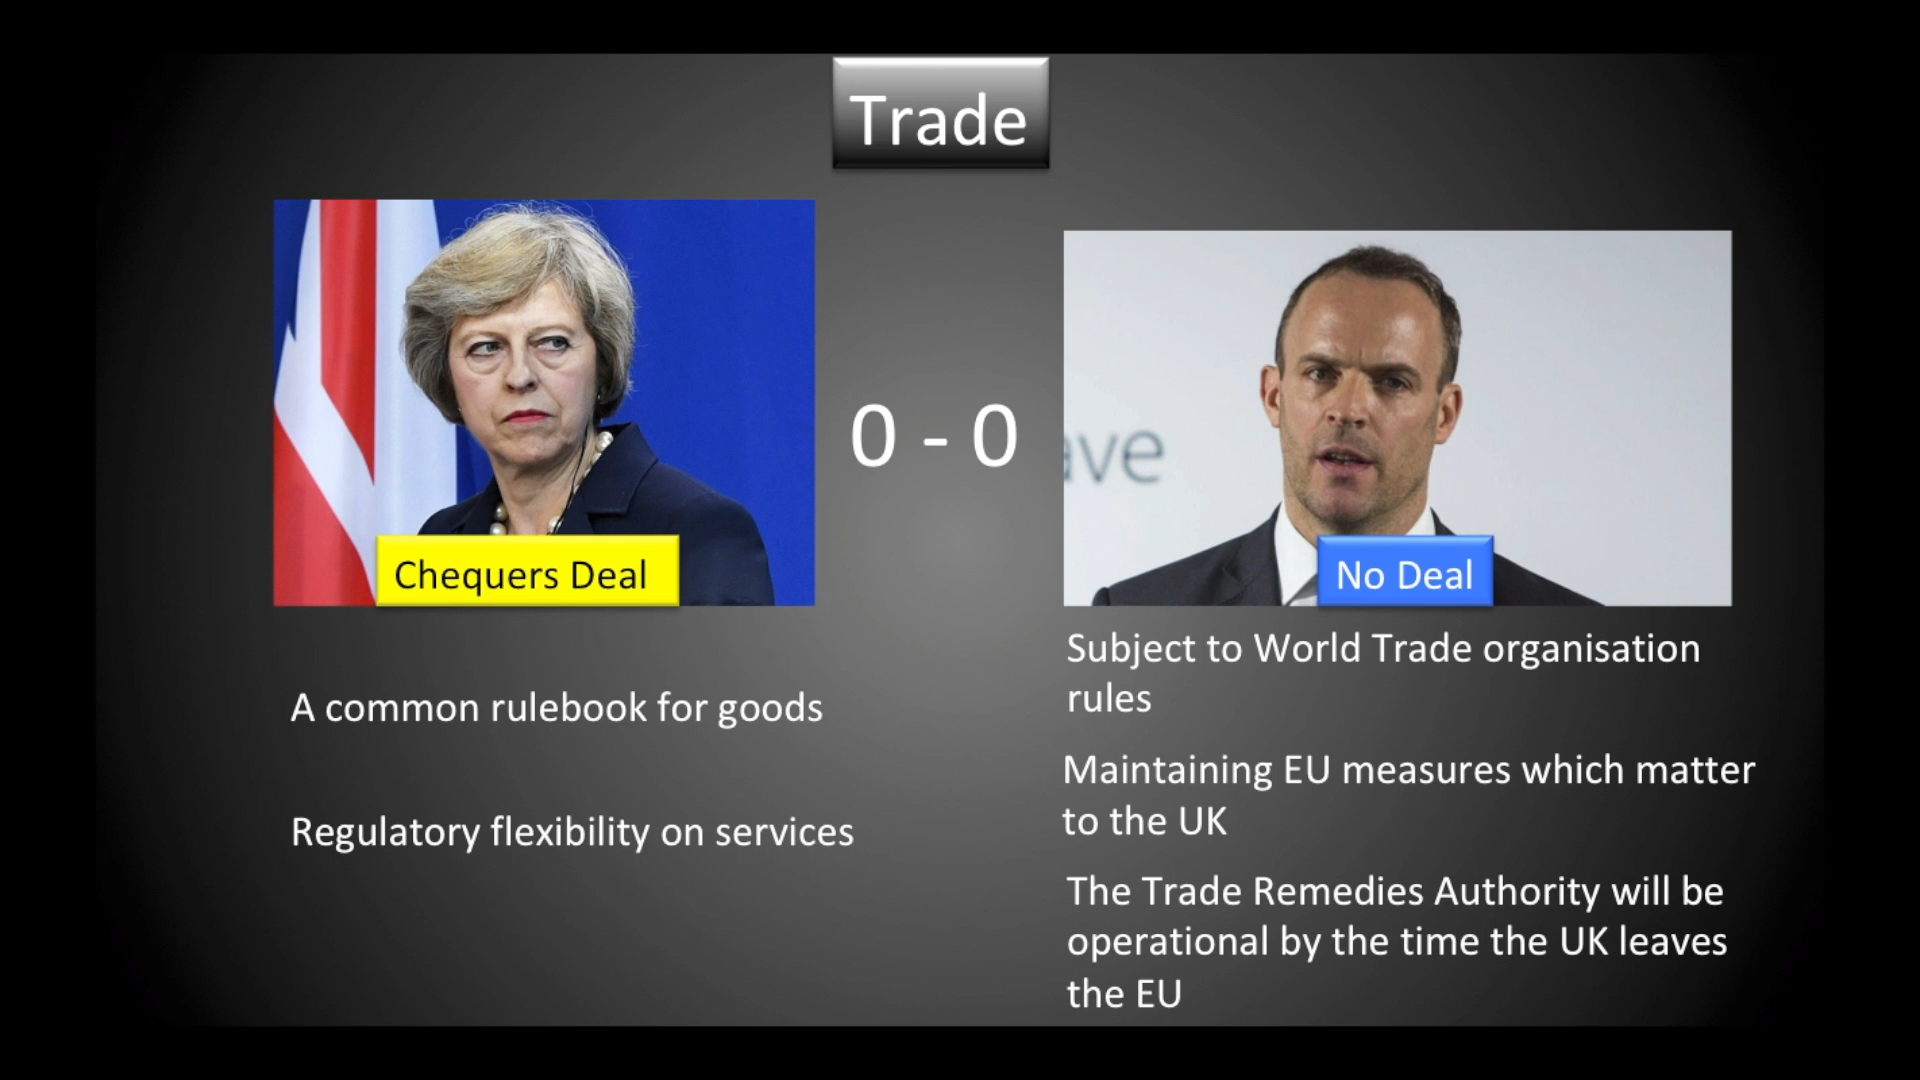 Trade
0 - 0
ave
Chequers Deal
No Deal
A common rulebook for goods
Regulatory flexibility on services
Subject to World Trade organisation
rules
Maintaining EU measures which matter
to the UK
The Trade Remedies Authority will be
operational by the time the UK leaves
the EU